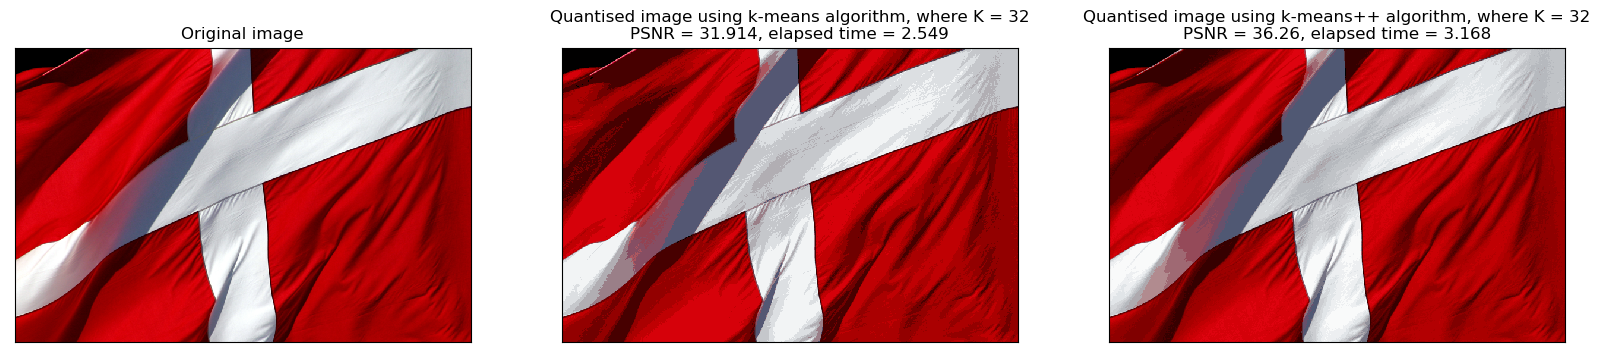 Original image
Quantised image using k-means algorithm, where K = 32
PSNR = 31.914, elapsed time = 2.549
Quantised image using k-means++ algorithm, where K = 32
PSNR = 36.26, elapsed time = 3.168